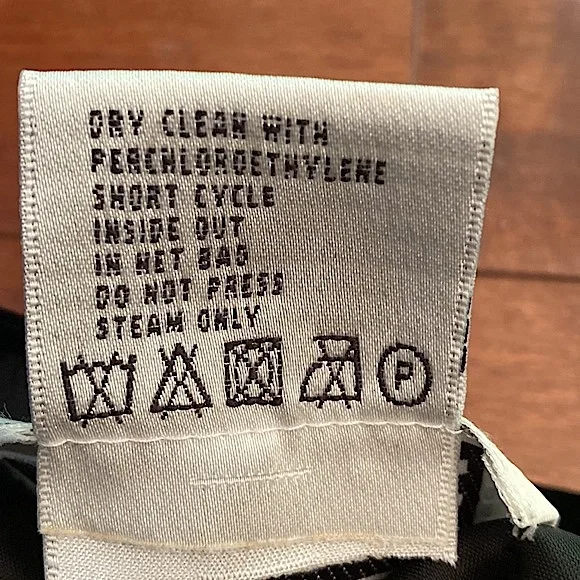 DRY CLEAN WITH
PERCHLOROETHYLENE
SHORT CYCLE
INSIDE OUT
IN NET BAG
DO NOT PRESS
STEAM ONLY
P